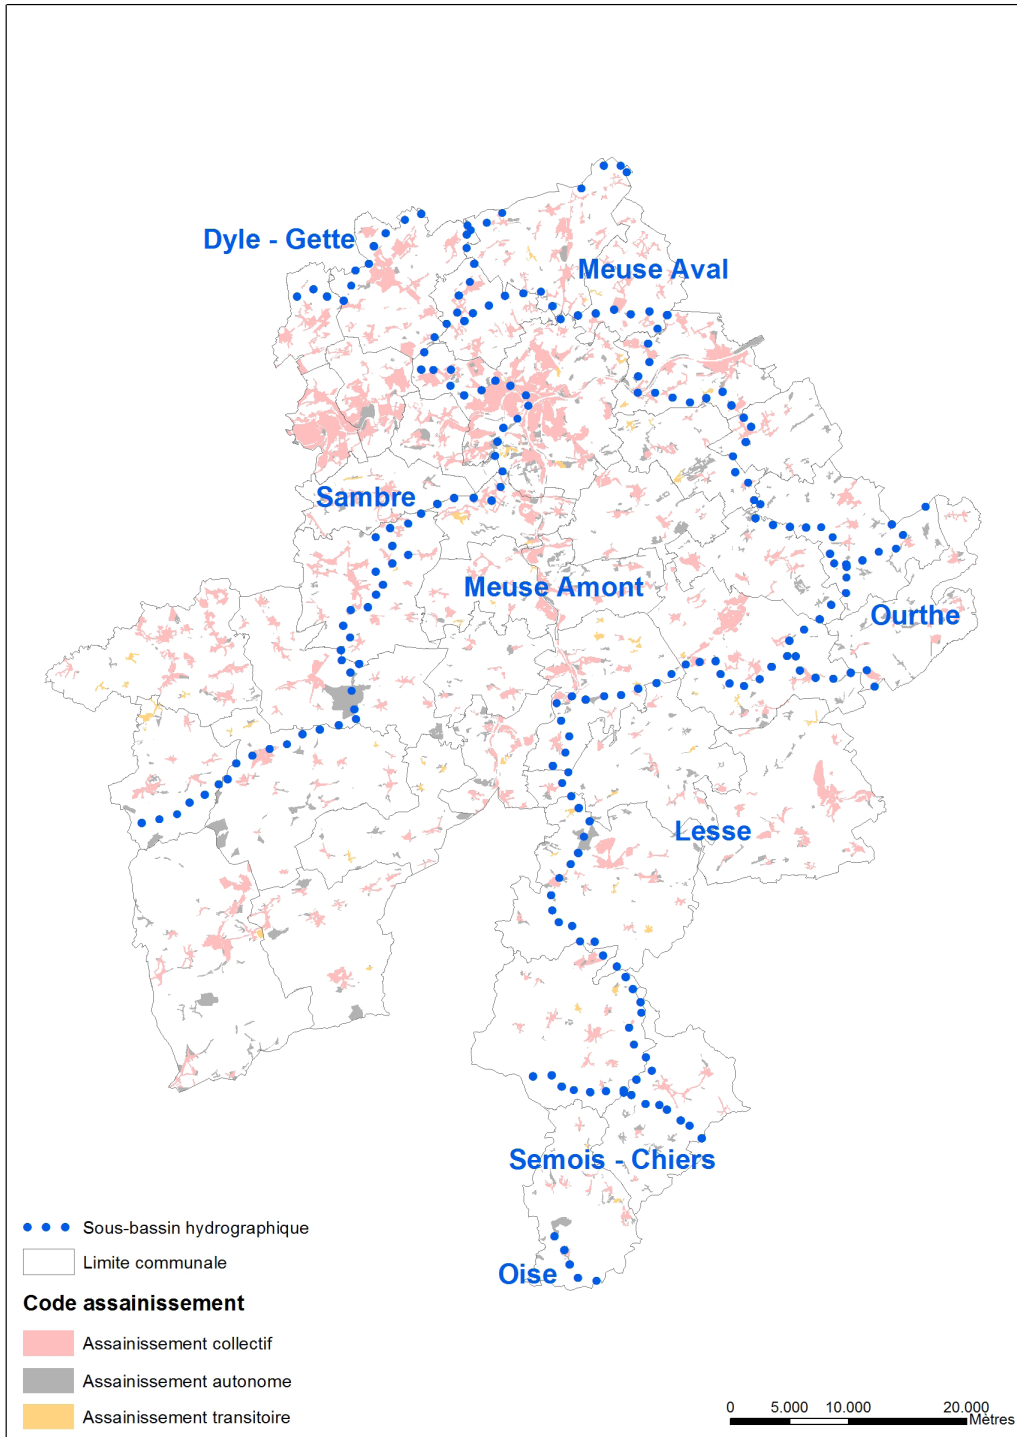 Dyle - Gette
Meuse Aval
Sambre
Meuse Amont
Ourthe
Lesse
Semois - Chiers
Oise
Sous-bassin hydrographique
Limite communale
Code assainissement
Assainissement collectif
Assainissement autonome
Assainissement transitoire
0 5.000 10.000 20.000
Mètres